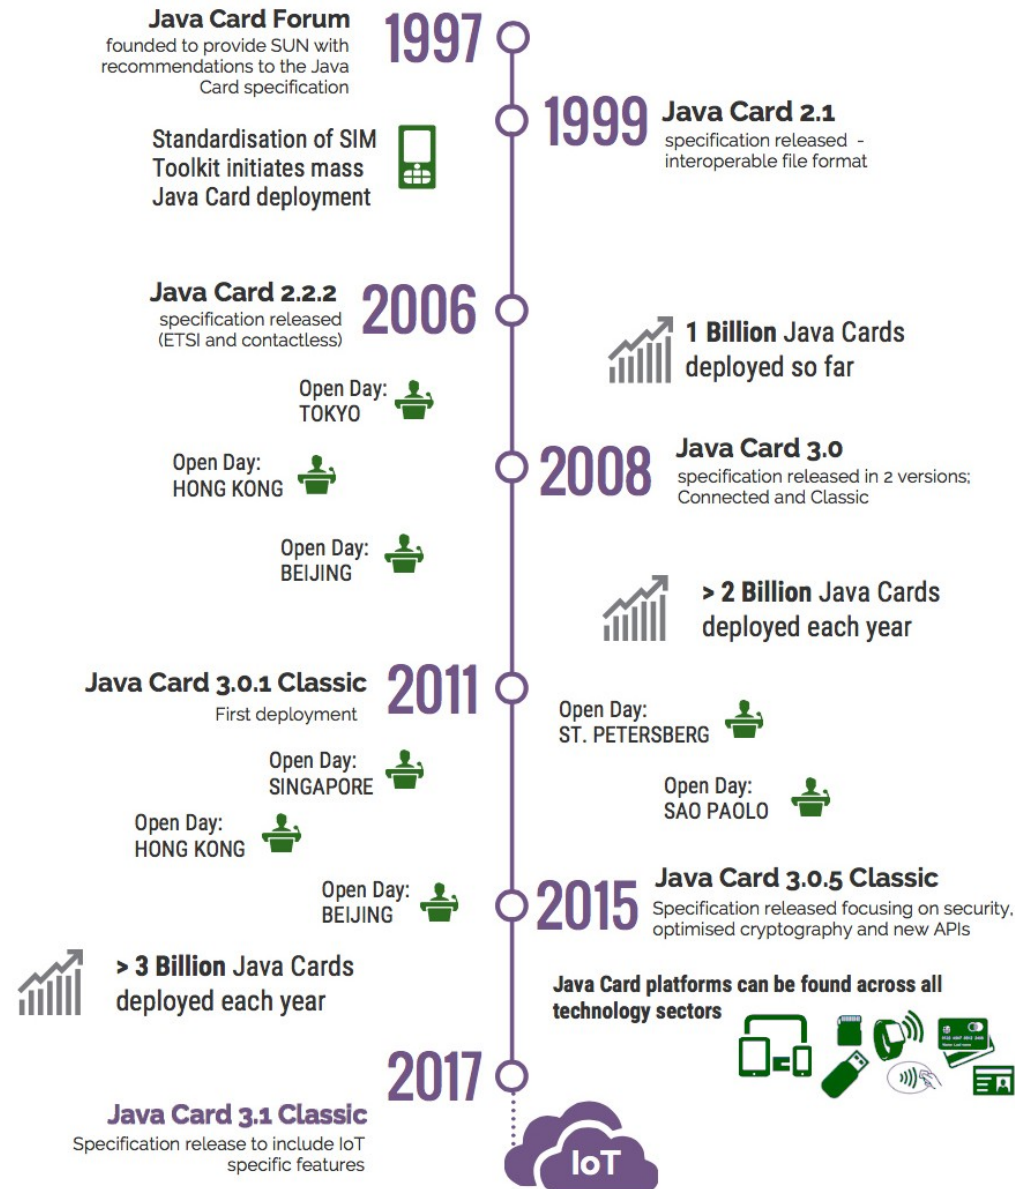 Java Card Forum
founded to provide SUN with
recommendations to the Java
Card specification
1997
1999
Java Card 2.1
specification released -
interoperable file format
Standardisation of SIM
Toolkit initiates mass
Java Card deployment
Java Card 2.2.2
specification released
(ETSI and contactless)
2006
1 Billion Java Cards
deployed so far
Open Day:
TOKYO
Open Day:
HONG KONG
2008
Java Card 3.0
specification released in 2 versions;
Connected and Classic
Open Day:
BEIJING
> 2 Billion Java Cards
deployed each year
Java Card 3.0.1 Classic
First deployment
2011
Open Day:
ST. PETERSBERG
Open Day:
SINGAPORE
Open Day:
SAO PAOLO
Open Day:
HONG KONG
Open Day:
BEIJING
2015
Java Card 3.0.5 Classic
Specification released focusing on security,
optimised cryptography and new APIs
> 3 Billion Java Cards
deployed each year
Java Card platforms can be found across all
technology sectors
2017
Java Card 3.1 Classic
Specification release to include IoT
specific features
IoT